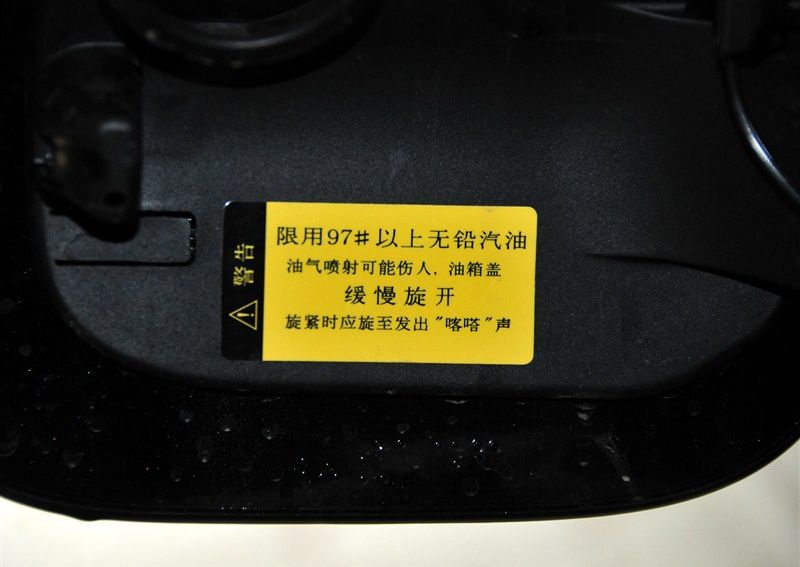 警告
限用97#以上无铅汽油
油气喷射可能伤人，油箱盖
缓慢旋开
旋紧时应旋至发出"喀嗒"声